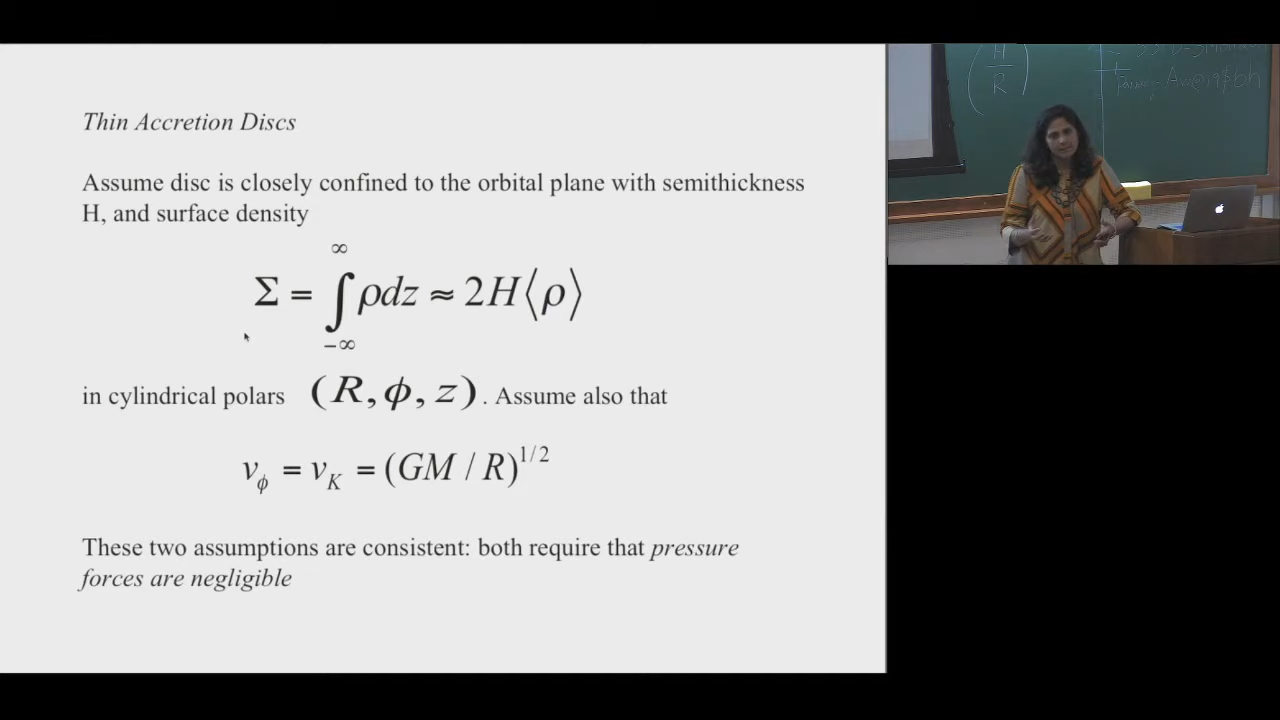 Thin Accretion Discs
Assume disc is closely confined to the orbital plane with semithickness
H, and surface density
Σ = ∫_{-∞}^{∞} ρdz ≈ 2H⟨ρ⟩
in cylindrical polars (R, ϕ, z). Assume also that
v_ϕ = v_K = (GM / R)^{1/2}
These two assumptions are consistent: both require that pressure
forces are negligible
(H/R)